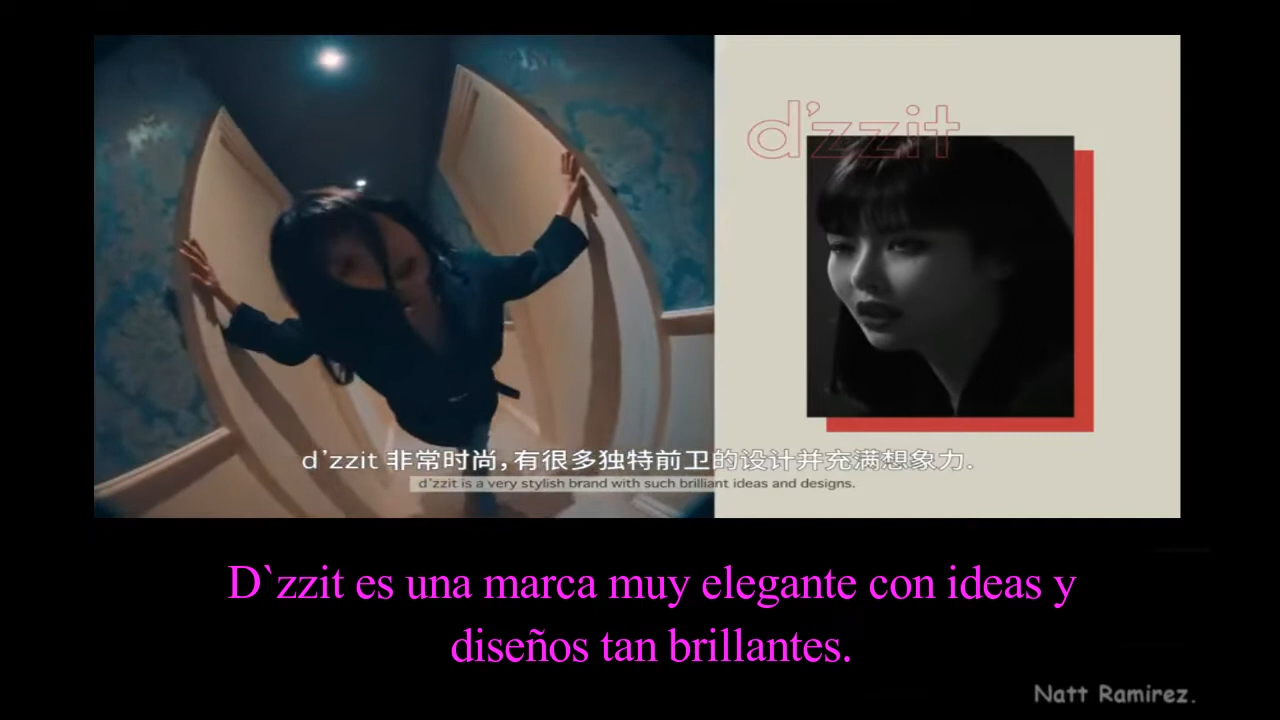 d'zzit
d'zzit 非常时尚,有很多独特前卫的设计并充满想象力.
d'zzit is a very stylish brand with such brilliant ideas and designs.
D`zzit es una marca muy elegante con ideas y
diseños tan brillantes.
Natt Ramirez.